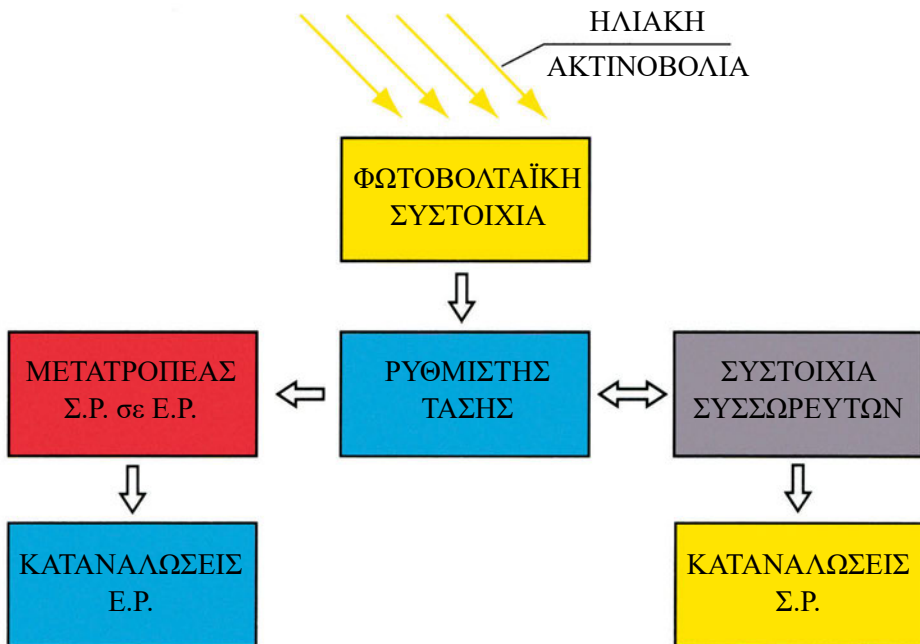 ΗΛΙΑΚΗ
ΑΚΤΙΝΟΒΟΛΙΑ
ΦΩΤΟΒΟΛΤΑΪΚΗ
ΣΥΣΤΟΙΧΙΑ
ΜΕΤΑΤΡΟΠΕΑΣ
Σ.Ρ. σε Ε.Ρ.
ΡΥΘΜΙΣΤΗΣ
ΤΑΣΗΣ
ΣΥΣΤΟΙΧΙΑ
ΣΥΣΣΩΡΕΥΤΩΝ
ΚΑΤΑΝΑΛΩΣΕΙΣ
Ε.Ρ.
ΚΑΤΑΝΑΛΩΣΕΙΣ
Σ.Ρ.